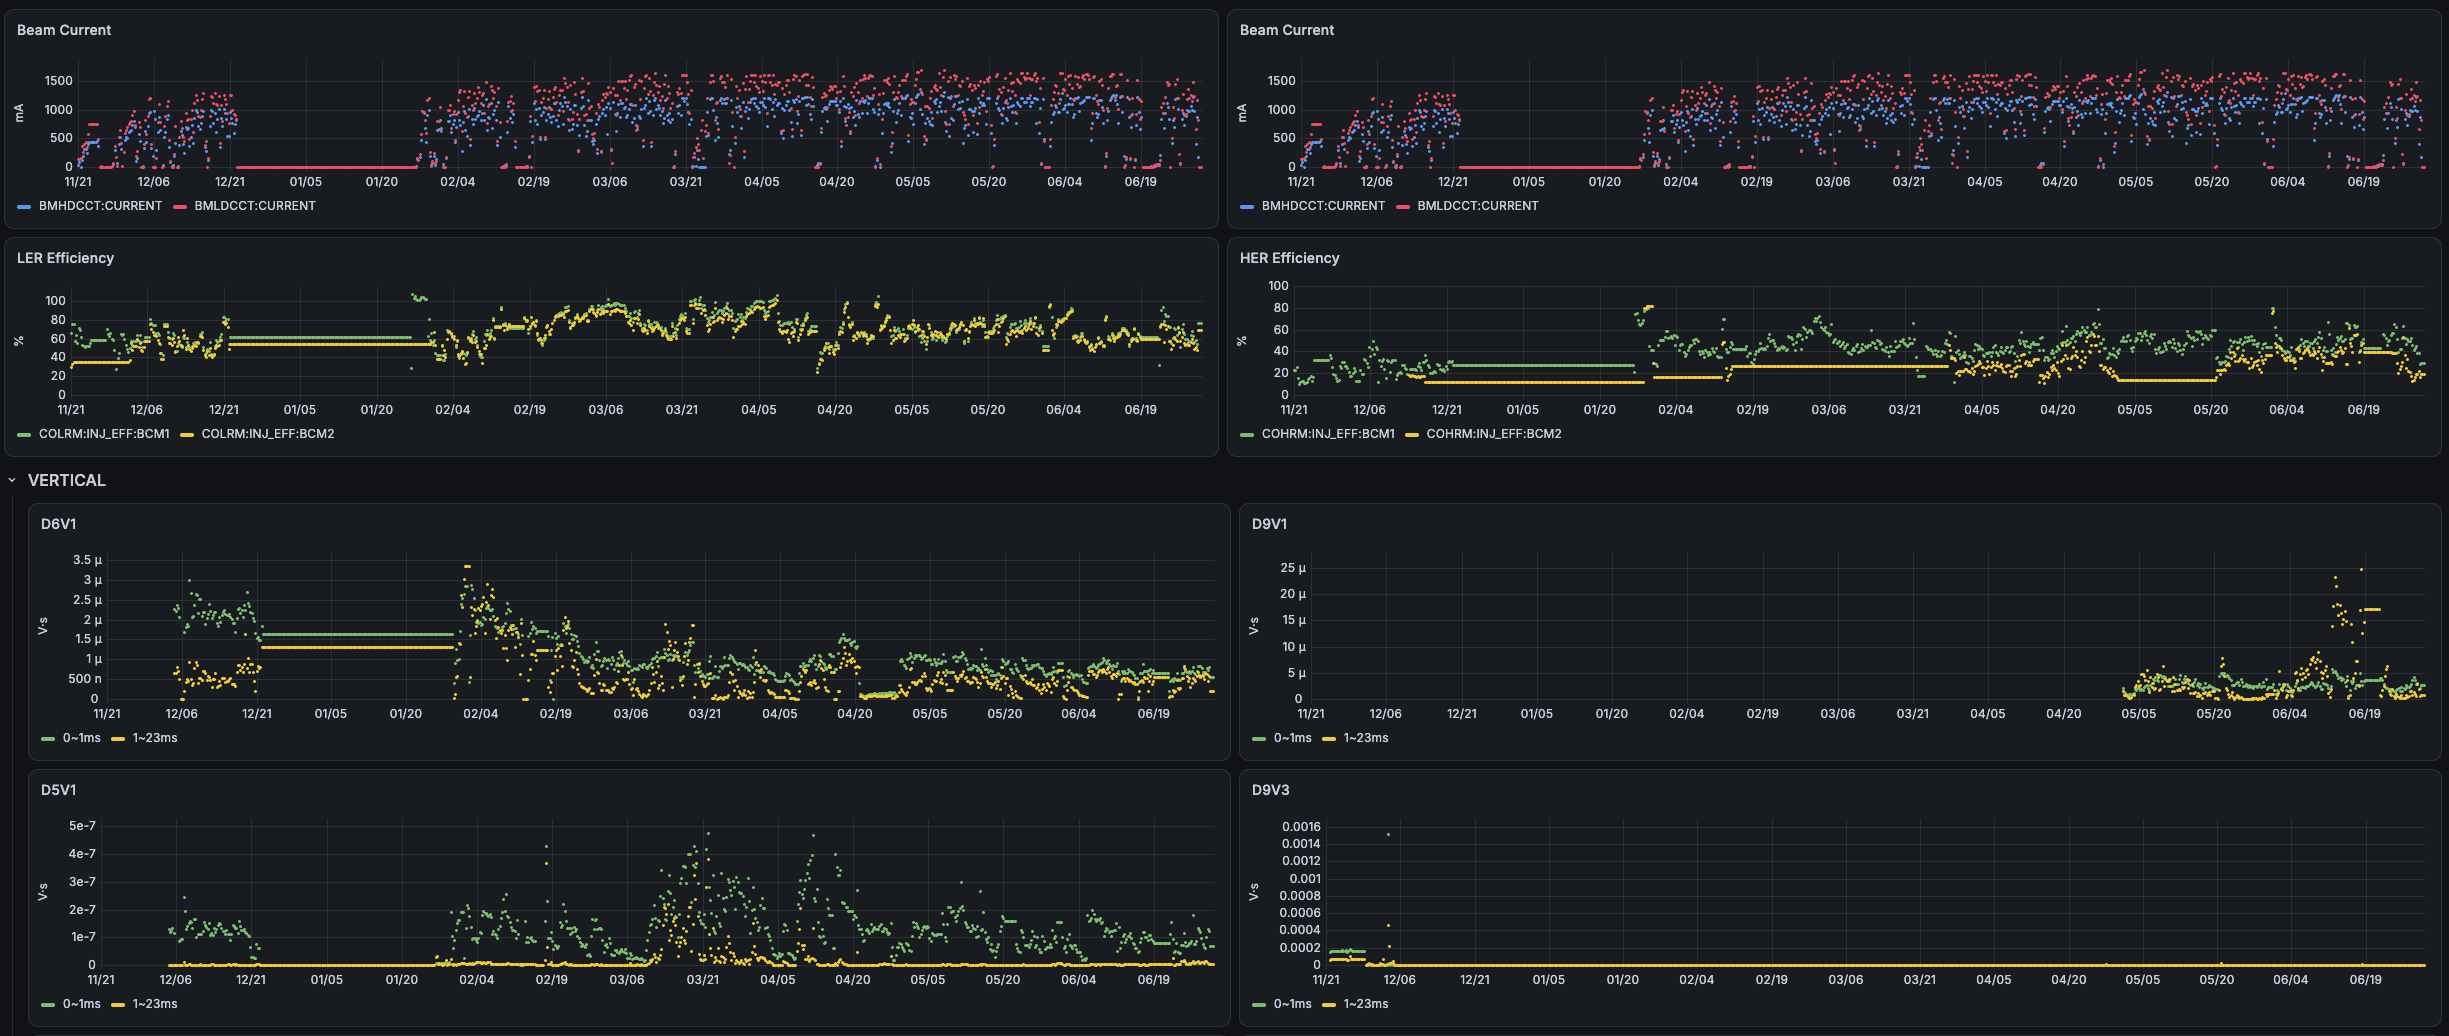 Beam Current
mA
1500
1000
500
0
11/21 12/06 12/21 01/05 01/20 02/04 02/19 03/06 03/21 04/05 04/20 05/05 05/20 06/04 06/19
BMHDCCT:CURRENT BMLDCCT:CURRENT
Beam Current
mA
1500
1000
500
0
11/21 12/06 12/21 01/05 01/20 02/04 02/19 03/06 03/21 04/05 04/20 05/05 05/20 06/04 06/19
BMHDCCT:CURRENT BMLDCCT:CURRENT
LER Efficiency
%
100
80
60
40
20
0
11/21 12/06 12/21 01/05 01/20 02/04 02/19 03/06 03/21 04/05 04/20 05/05 05/20 06/04 06/19
COLRM:INJ_EFF:BCM1 COLRM:INJ_EFF:BCM2
HER Efficiency
%
100
80
60
40
20
0
11/21 12/06 12/21 01/05 01/20 02/04 02/19 03/06 03/21 04/05 04/20 05/05 05/20 06/04 06/19
COHRM:INJ_EFF:BCM1 COHRM:INJ_EFF:BCM2
VERTICAL
D6V1
V·s
3.5 µ
3 µ
2.5 µ
2 µ
1.5 µ
1 µ
500 n
0
11/21 12/06 12/21 01/05 01/20 02/04 02/19 03/06 03/21 04/05 04/20 05/05 05/20 06/04 06/19
0~1ms 1~23ms
D9V1
V·s
25 µ
20 µ
15 µ
10 µ
5 µ
0
11/21 12/06 12/21 01/05 01/20 02/04 02/19 03/06 03/21 04/05 04/20 05/05 05/20 06/04 06/19
0~1ms 1~23ms
D5V1
V·s
5e-7
4e-7
3e-7
2e-7
1e-7
0
11/21 12/06 12/21 01/05 01/20 02/04 02/19 03/06 03/21 04/05 04/20 05/05 05/20 06/04 06/19
0~1ms 1~23ms
D9V3
V·s
0.0016
0.0014
0.0012
0.001
0.0008
0.0006
0.0004
0.0002
0
11/21 12/06 12/21 01/05 01/20 02/04 02/19 03/06 03/21 04/05 04/20 05/05 05/20 06/04 06/19
0~1ms 1~23ms